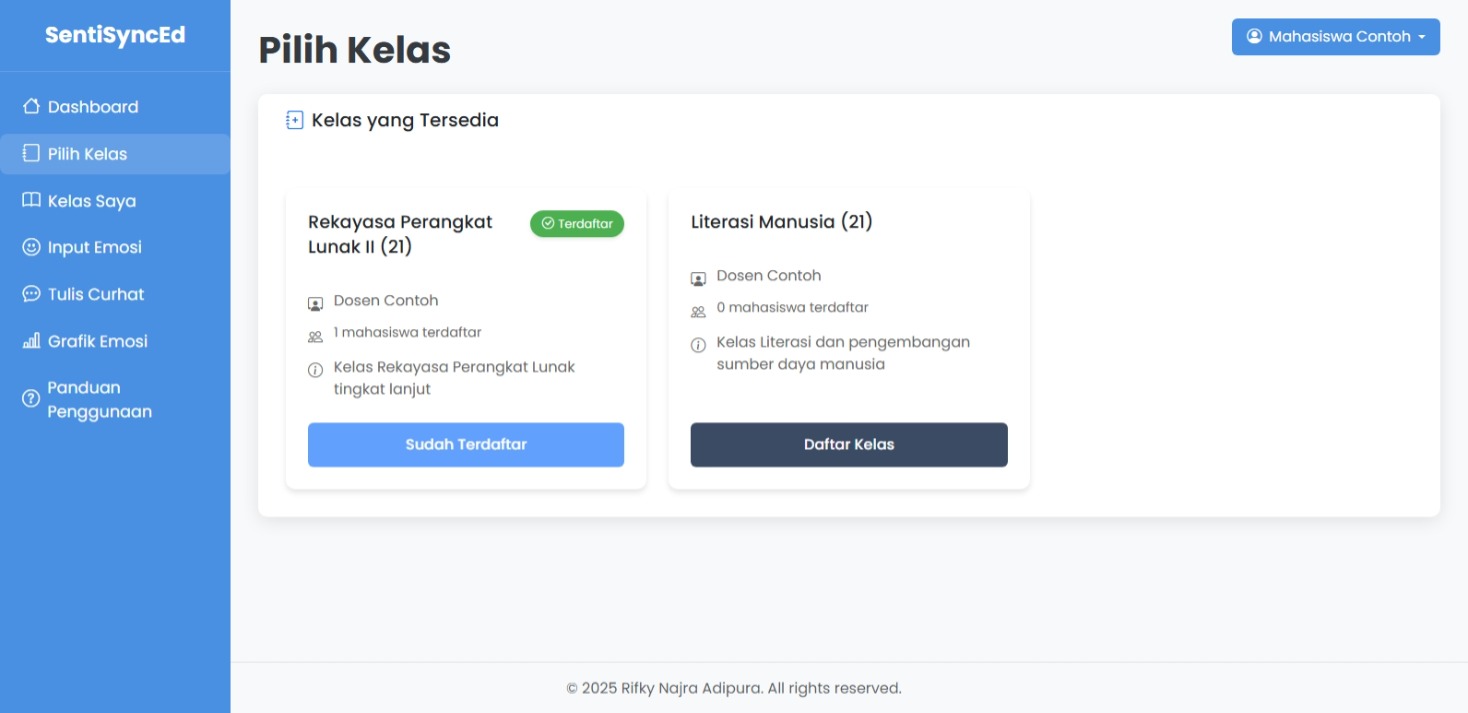 SentiSyncEd
Dashboard
Pilih Kelas
Kelas Saya
Input Emosi
Tulis Curhat
Grafik Emosi
Panduan
Penggunaan
Pilih Kelas
Mahasiswa Contoh
Kelas yang Tersedia
Rekayasa Perangkat
Lunak II (21)
Terdaftar
Dosen Contoh
1 mahasiswa terdaftar
Kelas Rekayasa Perangkat Lunak
tingkat lanjut
Sudah Terdaftar
Literasi Manusia (21)
Dosen Contoh
0 mahasiswa terdaftar
Kelas Literasi dan pengembangan
sumber daya manusia
Daftar Kelas
© 2025 Rifky Najra Adipura. All rights reserved.